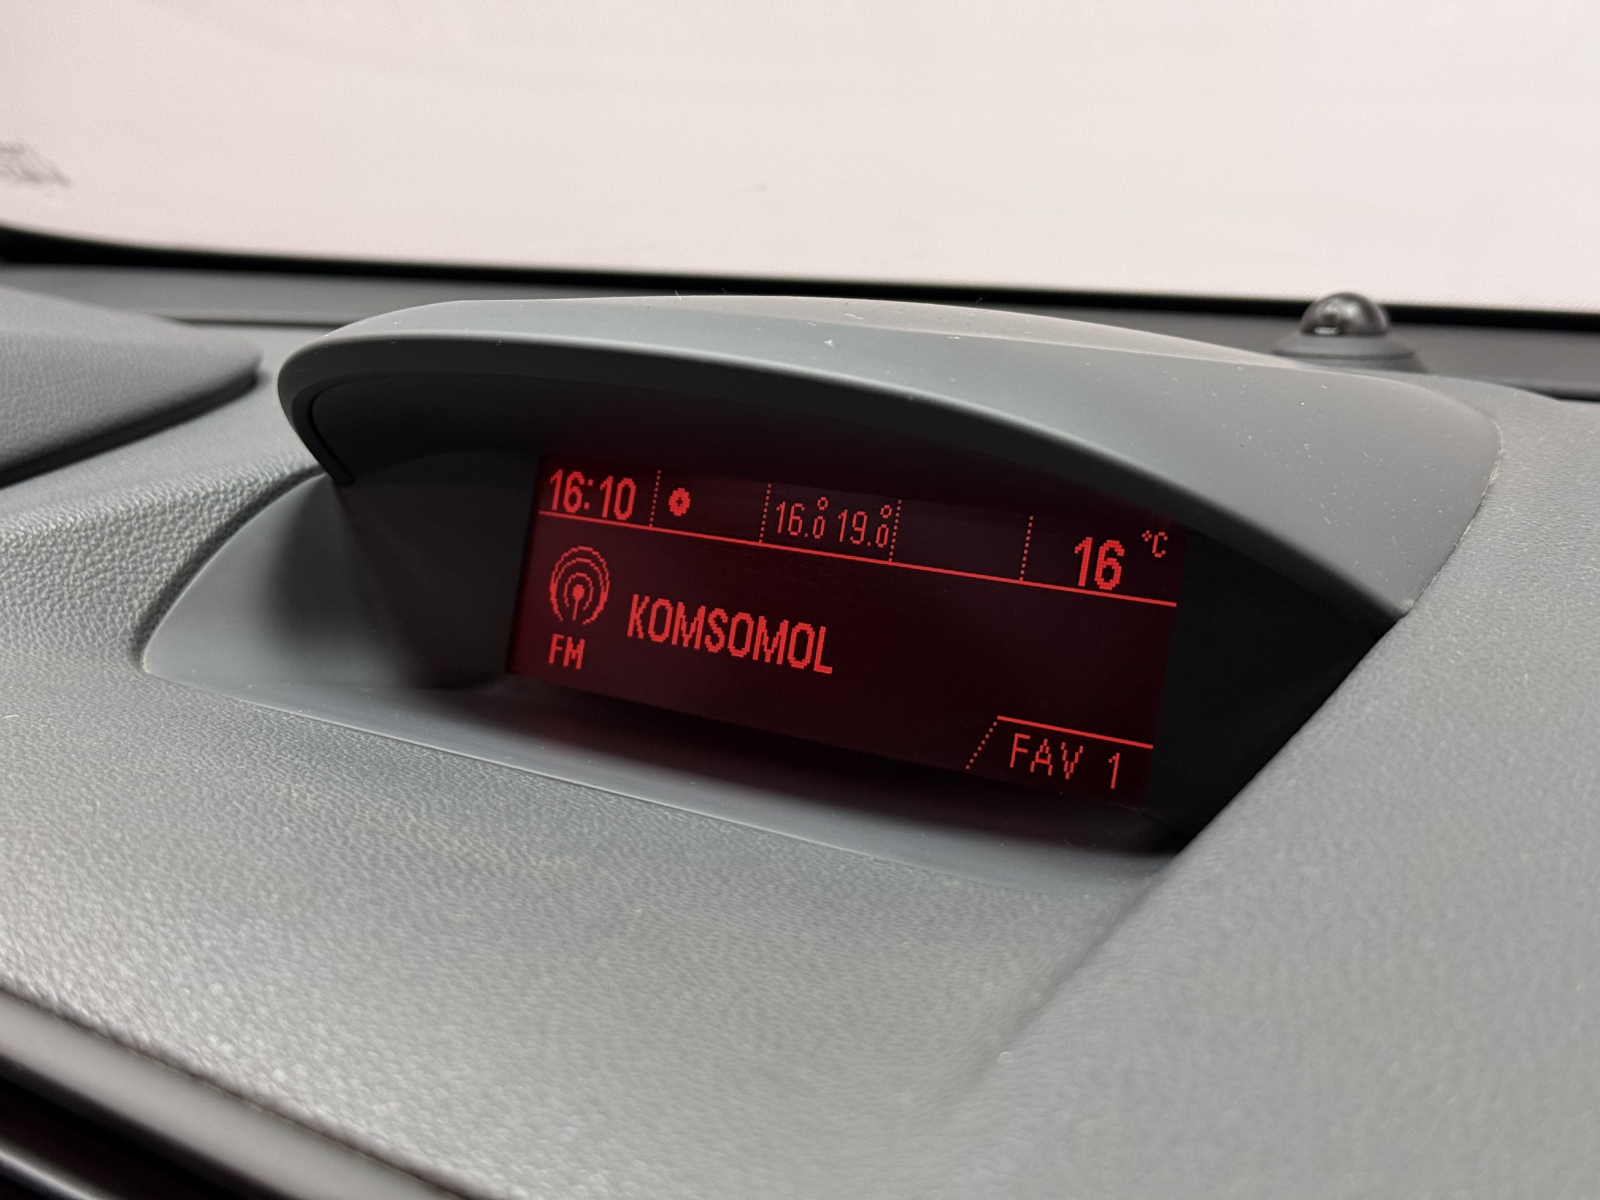 16:10 16.0° 19.0° 16 °C
FM KOMSOMOL
FAV 1